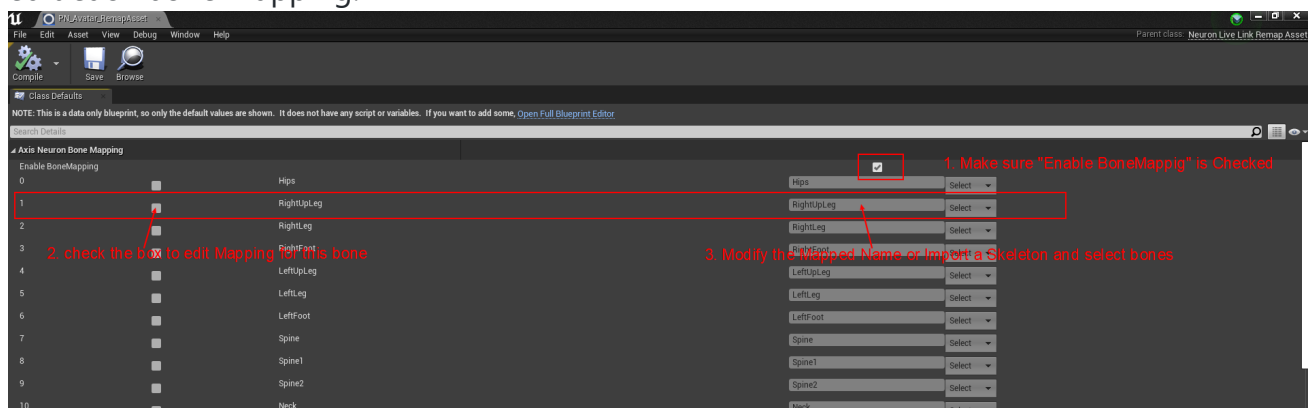 PN_Avatar_RemapAsset
File Edit Asset View Debug Window Help
Parent class: Neuron Live Link Remap Asset
Compile Save Browse
Class Defaults
NOTE: This is a data only blueprint, so only the default values are shown. It does not have any script or variables. If you want to add some, Open Full Blueprint Editor
Search Details
Axis Neuron Bone Mapping
Enable BoneMapping
1. Make sure "Enable BoneMappig" is Checked
0 Hips Hips Select
1 RightUpLeg RightUpLeg Select
2 RightLeg RightLeg Select
3 RightFoot RightFoot Select
2. check the box to edit Mapping for this bone
3. Modify the Mapped Name or Import a Skeleton and select bones
4 LeftUpLeg LeftUpLeg Select
5 LeftLeg LeftLeg Select
6 LeftFoot LeftFoot Select
7 Spine Spine Select
8 Spine1 Spine1 Select
9 Spine2 Spine2 Select
10 Neck Neck